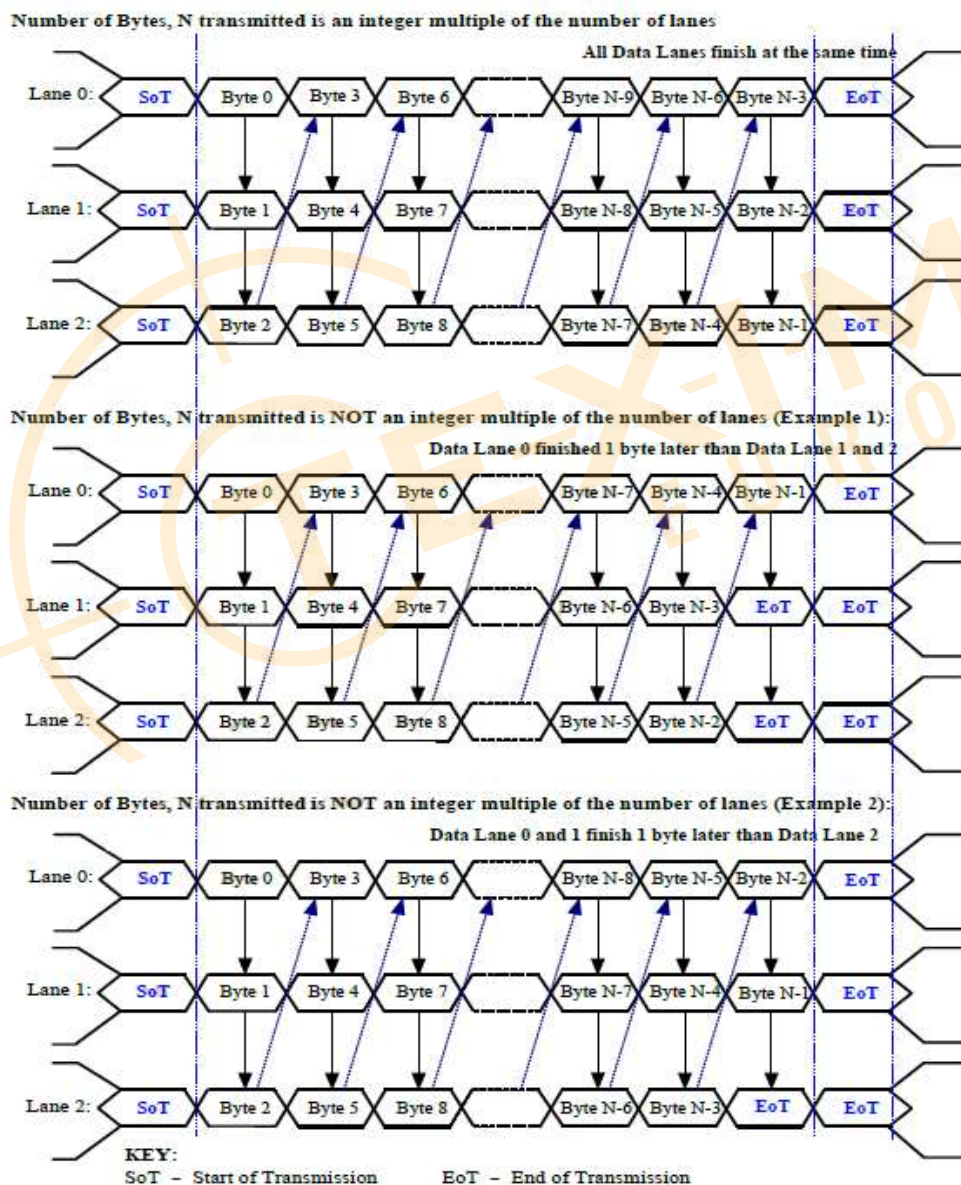 Number of Bytes, N transmitted is an integer multiple of the number of lanes
All Data Lanes finish at the same time
Lane 0: SoT Byte 0 Byte 3 Byte 6 Byte N-9 Byte N-6 Byte N-3 EoT
Lane 1: SoT Byte 1 Byte 4 Byte 7 Byte N-8 Byte N-5 Byte N-2 EoT
Lane 2: SoT Byte 2 Byte 5 Byte 8 Byte N-7 Byte N-4 Byte N-1 EoT
Number of Bytes, N transmitted is NOT an integer multiple of the number of lanes (Example 1):
Data Lane 0 finished 1 byte later than Data Lane 1 and 2
Lane 0: SoT Byte 0 Byte 3 Byte 6 Byte N-7 Byte N-4 Byte N-1 EoT
Lane 1: SoT Byte 1 Byte 4 Byte 7 Byte N-6 Byte N-3 EoT EoT
Lane 2: SoT Byte 2 Byte 5 Byte 8 Byte N-5 Byte N-2 EoT EoT
Number of Bytes, N transmitted is NOT an integer multiple of the number of lanes (Example 2):
Data Lane 0 and 1 finish 1 byte later than Data Lane 2
Lane 0: SoT Byte 0 Byte 3 Byte 6 Byte N-8 Byte N-5 Byte N-2 EoT
Lane 1: SoT Byte 1 Byte 4 Byte 7 Byte N-7 Byte N-4 Byte N-1 EoT
Lane 2: SoT Byte 2 Byte 5 Byte 8 Byte N-6 Byte N-3 EoT EoT
KEY:
SoT – Start of Transmission EoT – End of Transmission
TEXIM
EURO